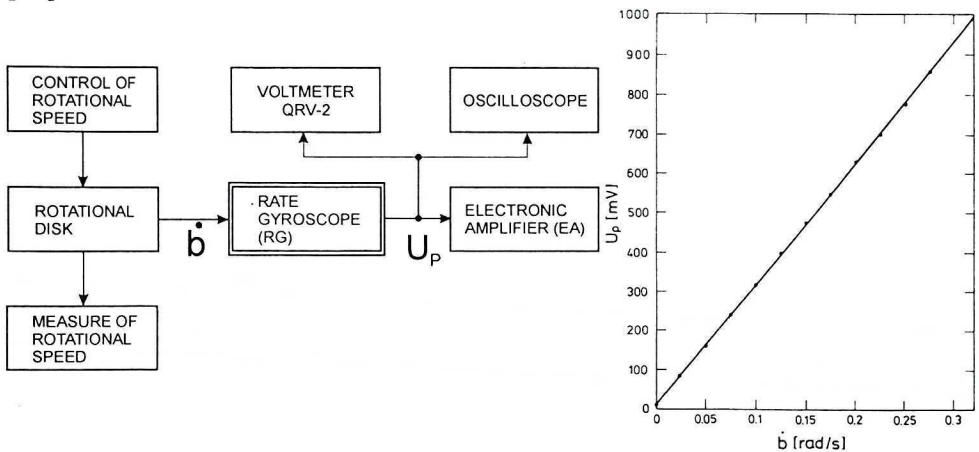 CONTROL OF
ROTATIONAL
SPEED
VOLTMETER
QRV-2
OSCILLOSCOPE
ROTATIONAL
DISK
ḃ
RATE
GYROSCOPE
(RG)
U_P
ELECTRONIC
AMPLIFIER (EA)
MEASURE OF
ROTATIONAL
SPEED
1000
900
800
700
600
500
400
300
200
100
0
U_p [mV]
0 0.05 0.1 0.15 0.2 0.25 0.3
ḃ [rad/s]